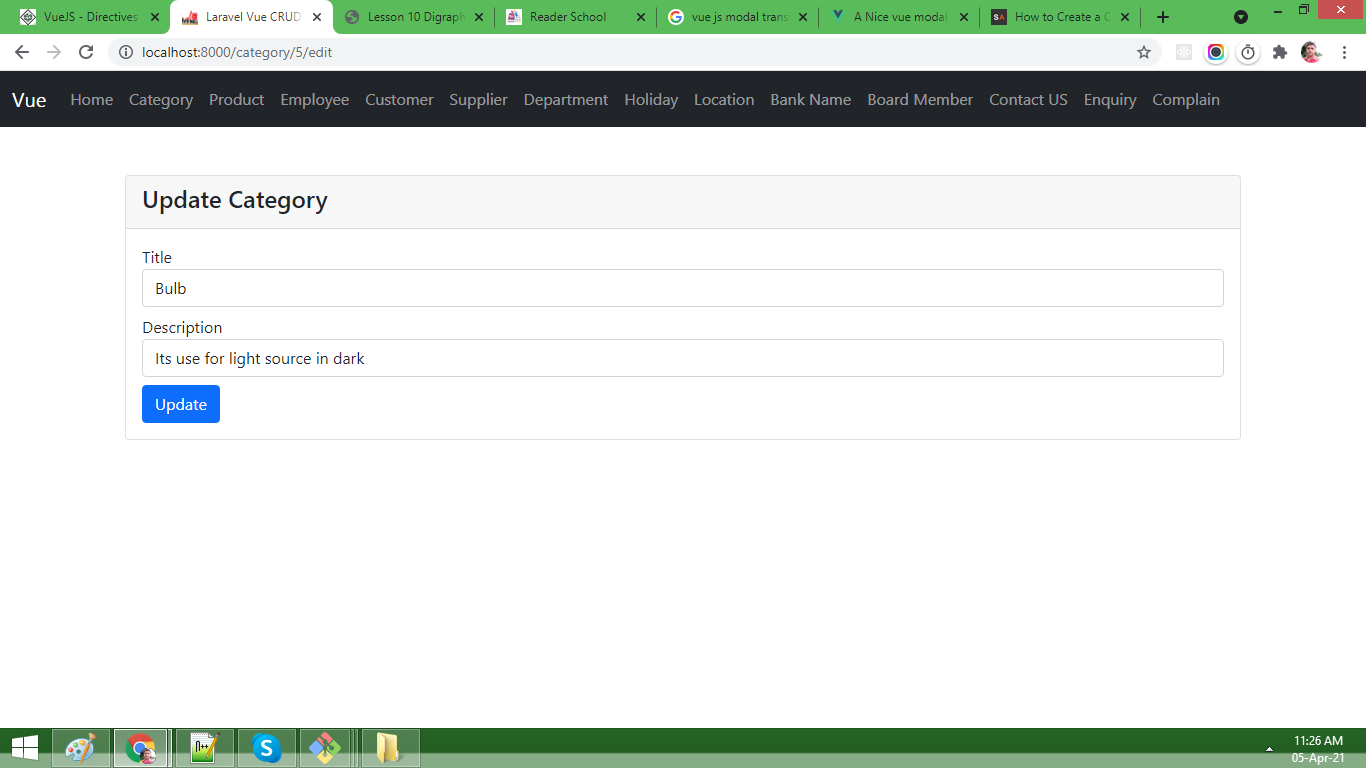 VueJS - Directives
Laravel Vue CRUD
Lesson 10 Digraph
Reader School
vue js modal trans
A Nice vue modal
SA
How to Create a C
localhost:8000/category/5/edit
Vue Home Category Product Employee Customer Supplier Department Holiday Location Bank Name Board Member Contact US Enquiry Complain
Update Category
Title
Bulb
Description
Its use for light source in dark
Update
11:26 AM
05-Apr-21